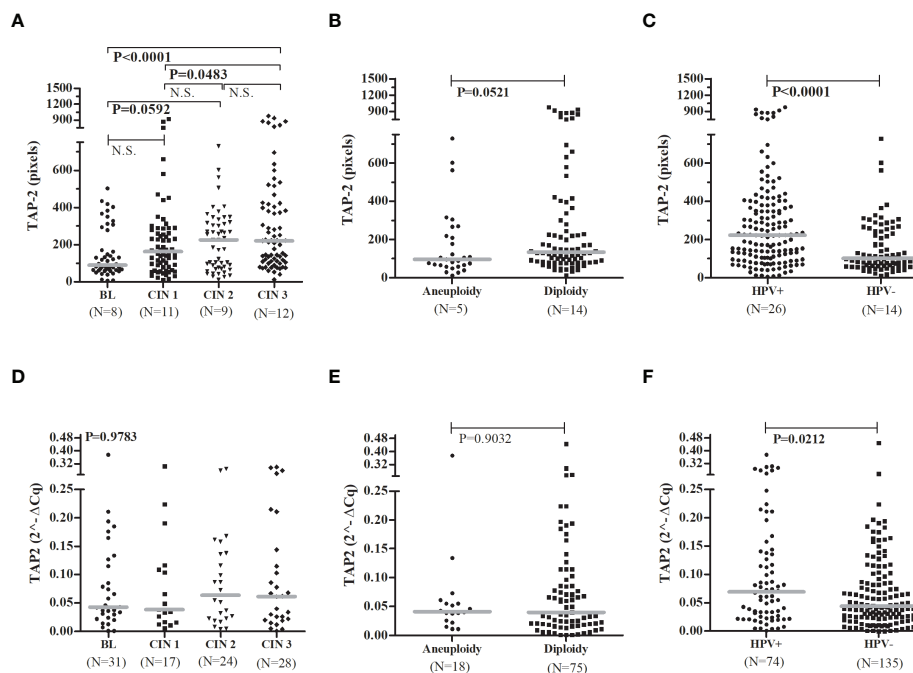 A
P<0.0001
P=0.0483
N.S.
N.S.
P=0.0592
N.S.
1500
1200
900
600
400
200
0
TAP-2 (pixels)
BL
CIN 1
CIN 2
CIN 3
(N=8)
(N=11)
(N=9)
(N=12)
B
P=0.0521
1500
1200
900
600
400
200
0
TAP-2 (pixels)
Aneuploidy
Diploidy
(N=5)
(N=14)
C
P<0.0001
1500
1200
900
600
400
200
0
TAP-2 (pixels)
HPV+
HPV-
(N=26)
(N=14)
D
P=0.9783
0.48
0.40
0.32
0.25
0.20
0.15
0.10
0.05
0.00
TAP2 (2^- ΔCq)
BL
CIN 1
CIN 2
CIN 3
(N=31)
(N=17)
(N=24)
(N=28)
E
P=0.9032
0.48
0.40
0.32
0.25
0.20
0.15
0.10
0.05
0.00
TAP2 (2^- ΔCq)
Aneuploidy
Diploidy
(N=18)
(N=75)
F
P=0.0212
0.48
0.40
0.32
0.25
0.20
0.15
0.10
0.05
0.00
TAP2 (2^- ΔCq)
HPV+
HPV-
(N=74)
(N=135)